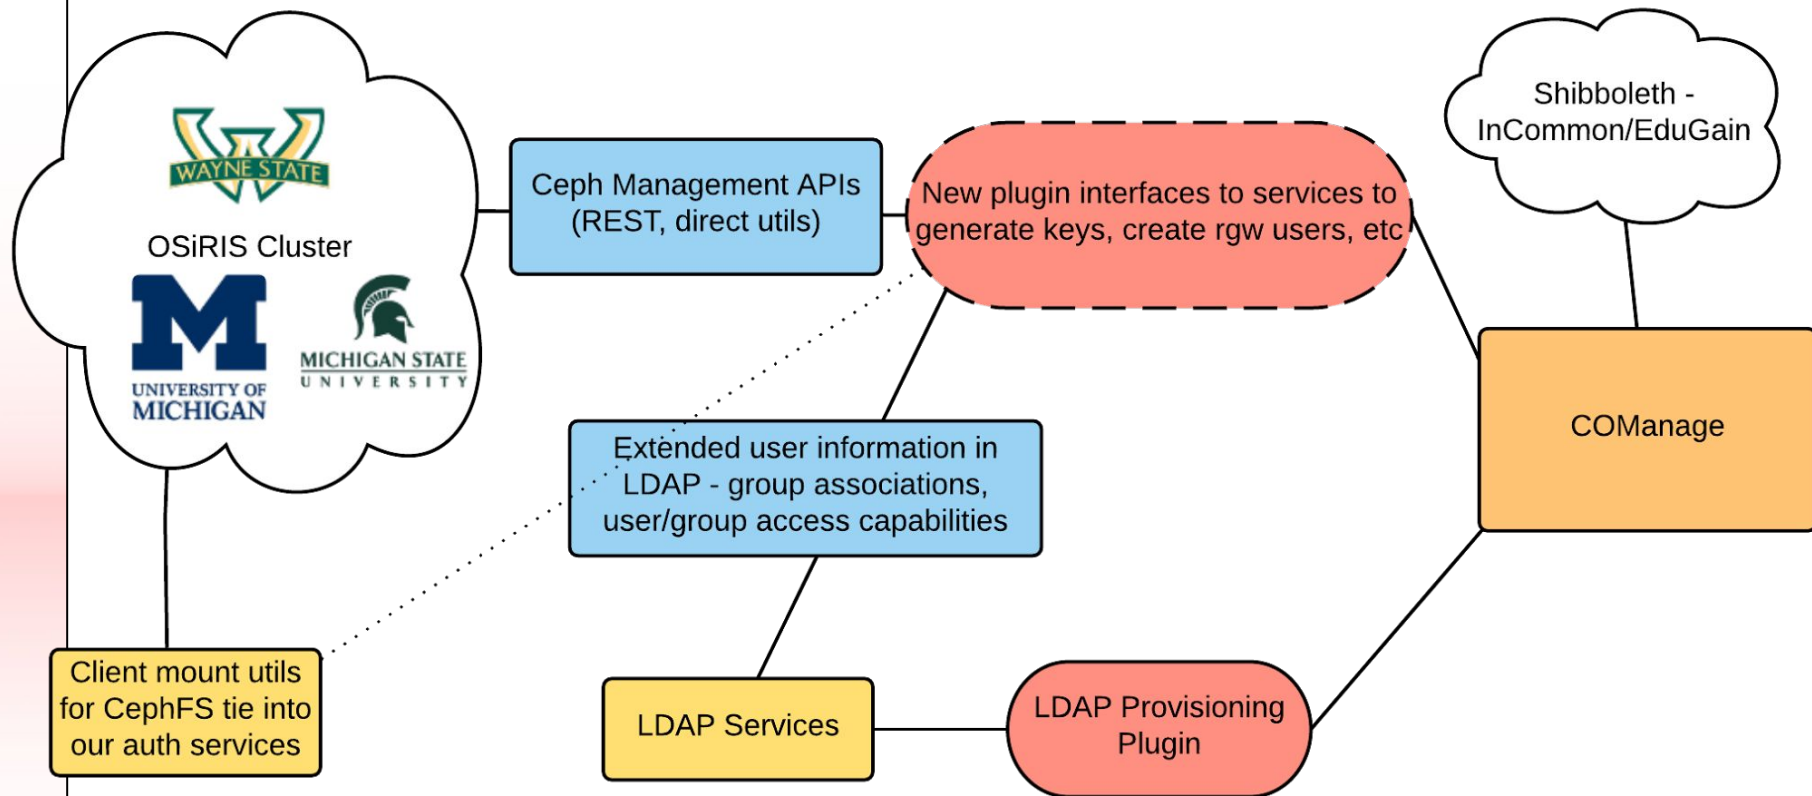 WAYNE STATE
OSiRIS Cluster
UNIVERSITY OF
MICHIGAN
MICHIGAN STATE
UNIVERSITY
Ceph Management APIs
(REST, direct utils)
New plugin interfaces to services to
generate keys, create rgw users, etc
Shibboleth -
InCommon/EduGain
Extended user information in
LDAP - group associations,
user/group access capabilities
COManage
Client mount utils
for CephFS tie into
our auth services
LDAP Services
LDAP Provisioning
Plugin